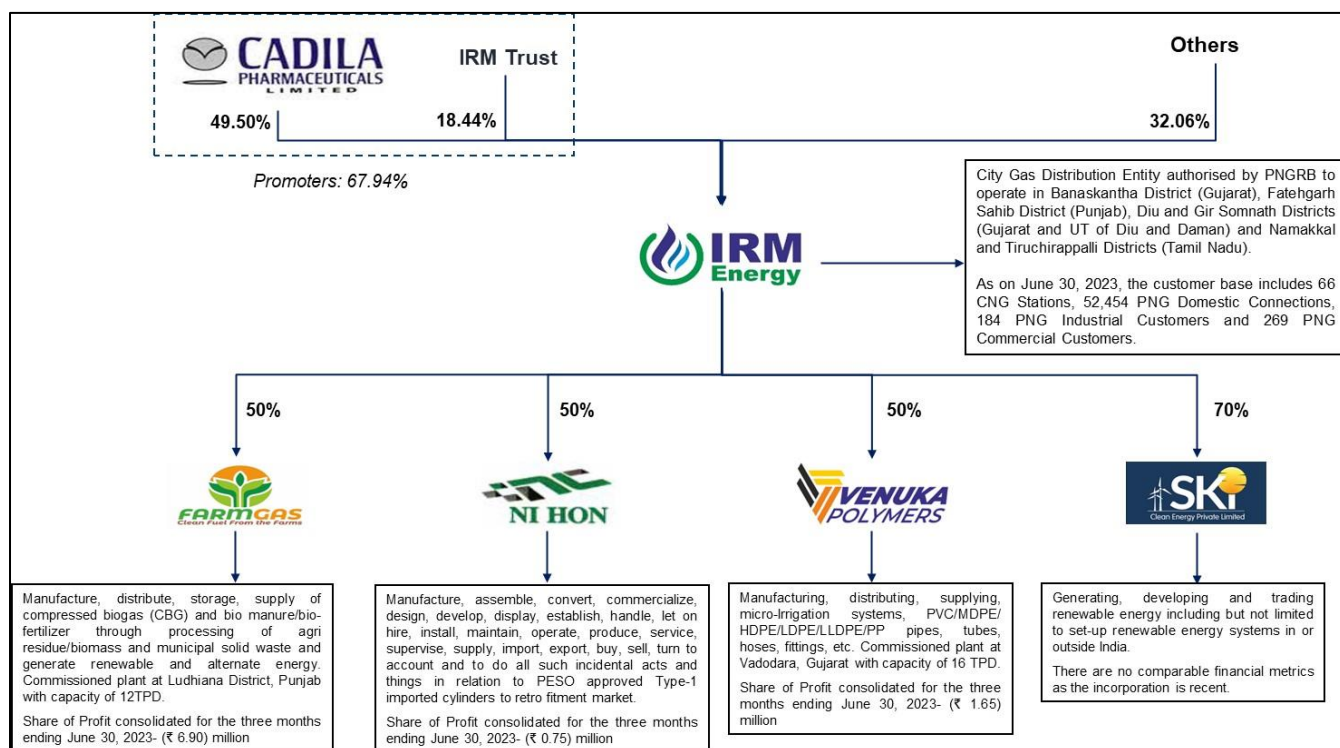 CADILA
PHARMACEUTICALS
LIMITED
IRM Trust
Others
49.50%
18.44%
32.06%
Promoters: 67.94%
City Gas Distribution Entity authorised by PNGRB to
operate in Banaskantha District (Gujarat), Fatehgarh
Sahib District (Punjab), Diu and Gir Somnath Districts
(Gujarat and UT of Diu and Daman) and Namakkal
and Tiruchirappalli Districts (Tamil Nadu).
As on June 30, 2023, the customer base includes 66
CNG Stations, 52,454 PNG Domestic Connections,
184 PNG Industrial Customers and 269 PNG
Commercial Customers.
IRM
Energy
50%
50%
50%
70%
FARMGAS
Clean Fuel From the Farms
NI HON
VENUKA
POLYMERS
SKI
Clean Energy Private Limited
Manufacture, distribute, storage, supply of
compressed biogas (CBG) and bio manure/bio-
fertilizer through processing of agri
residue/biomass and municipal solid waste and
generate renewable and alternate energy.
Commissioned plant at Ludhiana District, Punjab
with capacity of 12TPD.
Share of Profit consolidated for the three months
ending June 30, 2023- (₹ 6.90) million
Manufacture, assemble, convert, commercialize,
design, develop, display, establish, handle, let on
hire, install, maintain, operate, produce, service,
supervise, supply, import, export, buy, sell, turn to
account and to do all such incidental acts and
things in relation to PESO approved Type-1
imported cylinders to retro fitment market.
Share of Profit consolidated for the three months
ending June 30, 2023- (₹ 0.75) million
Manufacturing, distributing, supplying,
micro-Irrigation systems, PVC/MDPE/
HDPE/LDPE/LLDPE/PP pipes, tubes,
hoses, fittings, etc. Commissioned plant at
Vadodara, Gujarat with capacity of 16 TPD.
Share of Profit consolidated for the three
months ending June 30, 2023- (₹ 1.65)
million
Generating, developing and trading
renewable energy including but not limited
to set-up renewable energy systems in or
outside India.
There are no comparable financial metrics
as the incorporation is recent.